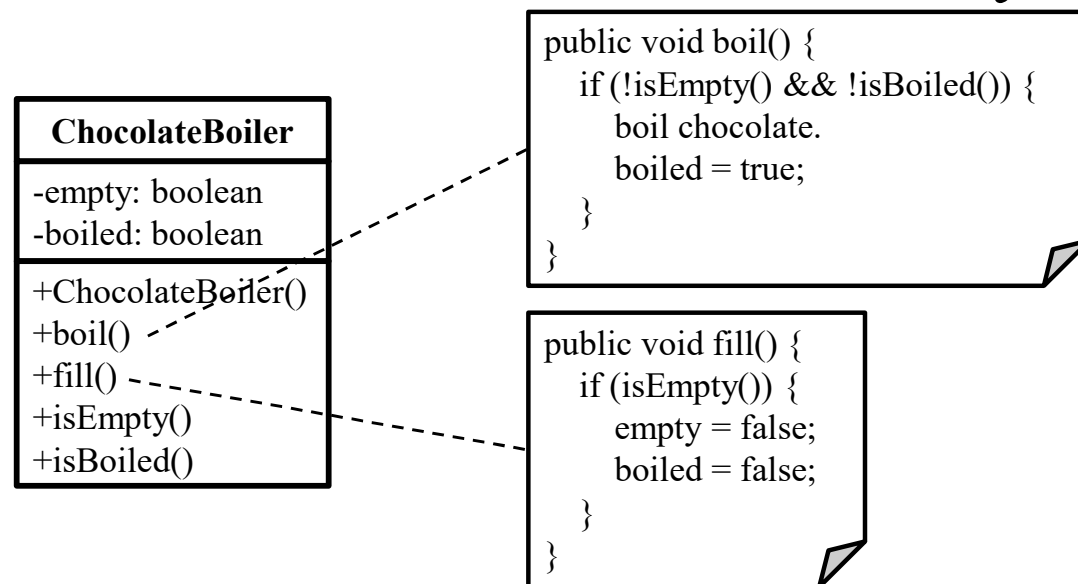 ChocolateBoiler
-empty: boolean
-boiled: boolean
+ChocolateBoiler()
+boil()
+fill()
+isEmpty()
+isBoiled()
public void boil() {
if (!isEmpty() && !isBoiled()) {
boil chocolate.
boiled = true;
}
}
public void fill() {
if (isEmpty()) {
empty = false;
boiled = false;
}
}